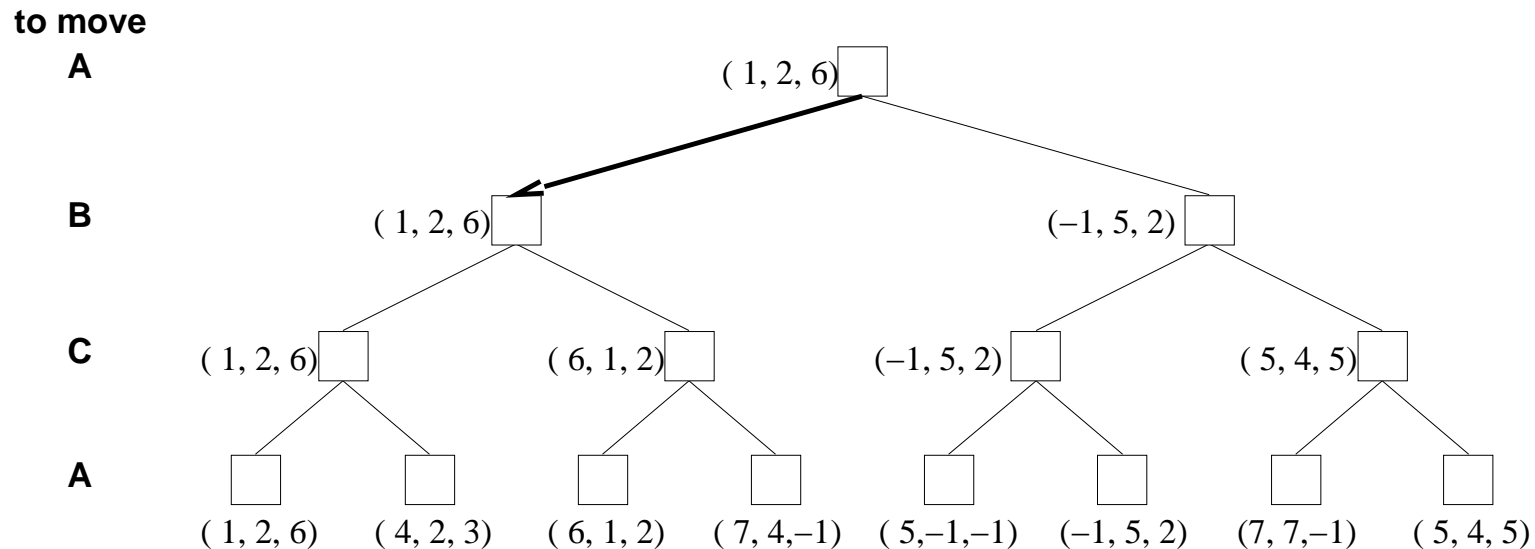 to move
A ( 1, 2, 6)
B ( 1, 2, 6) (–1, 5, 2)
C ( 1, 2, 6) ( 6, 1, 2) (–1, 5, 2) ( 5, 4, 5)
A
( 1, 2, 6) ( 4, 2, 3) ( 6, 1, 2) ( 7, 4,–1) ( 5,–1,–1) (–1, 5, 2) (7, 7,–1) ( 5, 4, 5)